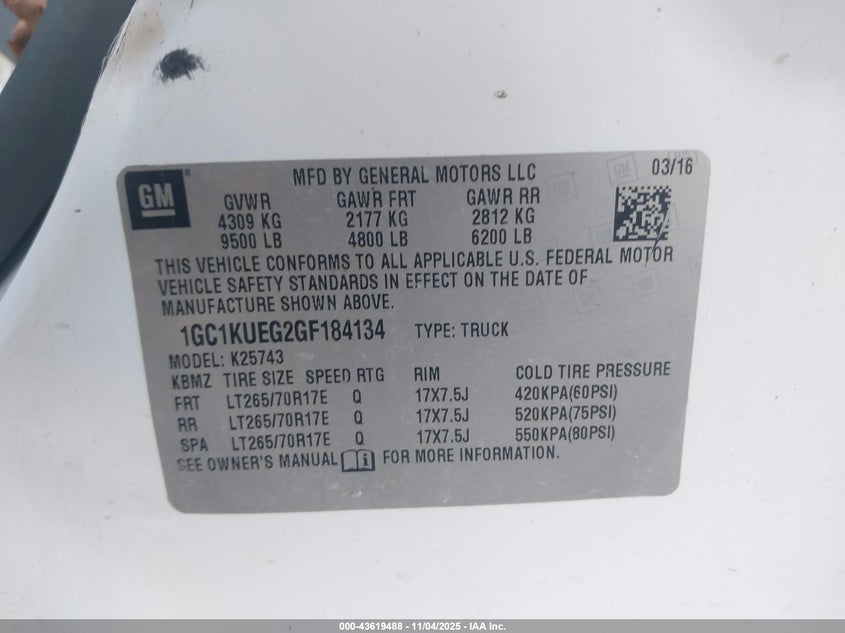 GM
MFD BY GENERAL MOTORS LLC 03/16
GVWR GAWR FRT GAWR RR
4309 KG 2177 KG 2812 KG
9500 LB 4800 LB 6200 LB
THIS VEHICLE CONFORMS TO ALL APPLICABLE U.S. FEDERAL MOTOR
VEHICLE SAFETY STANDARDS IN EFFECT ON THE DATE OF
MANUFACTURE SHOWN ABOVE.
1GC1KUEG2GF184134 TYPE: TRUCK
MODEL: K25743
KBMZ TIRE SIZE SPEED RTG RIM COLD TIRE PRESSURE
FRT LT265/70R17E Q 17X7.5J 420KPA(60PSI)
RR LT265/70R17E Q 17X7.5J 520KPA(75PSI)
SPA LT265/70R17E Q 17X7.5J 550KPA(80PSI)
SEE OWNER'S MANUAL FOR MORE INFORMATION.
000-43619488 - 11/04/2025 - IAA Inc.